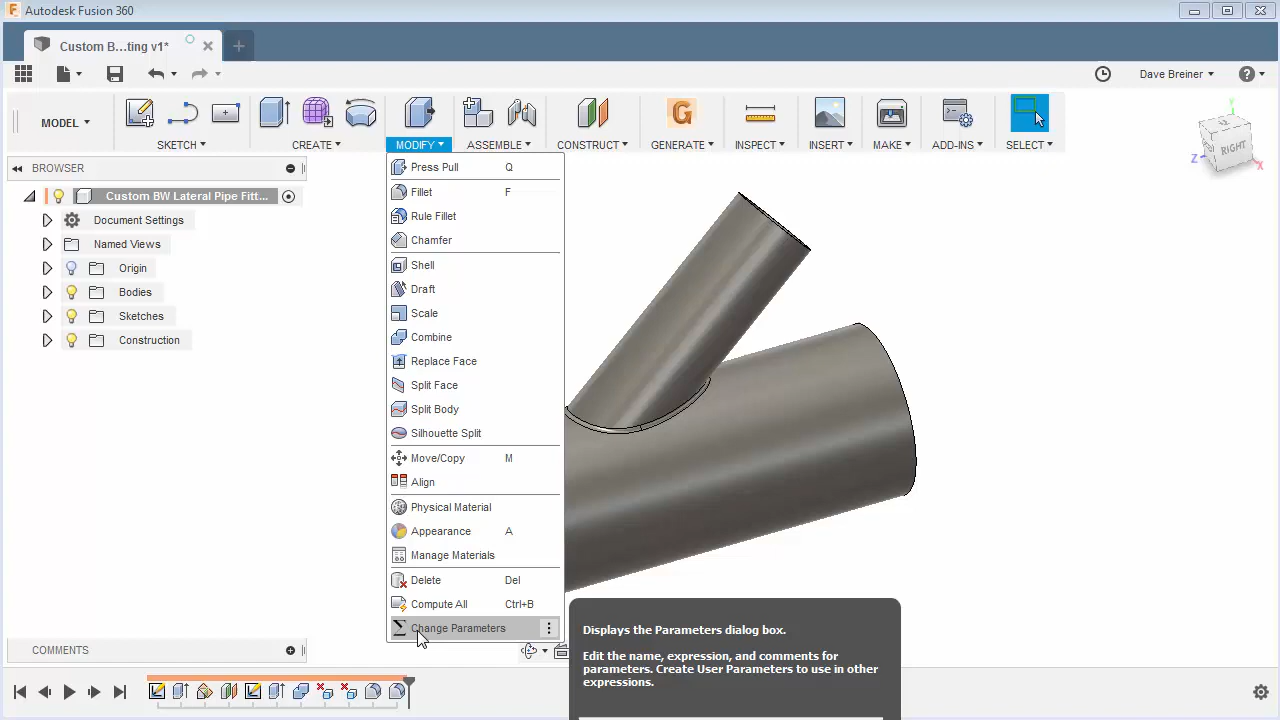 Autodesk Fusion 360
Custom B...ting v1*
Dave Breiner
MODEL
SKETCH
CREATE
MODIFY
ASSEMBLE
CONSTRUCT
GENERATE
INSPECT
INSERT
MAKE
ADD-INS
SELECT
BROWSER
Custom BW Lateral Pipe Fitt...
Document Settings
Named Views
Origin
Bodies
Sketches
Construction
Press Pull Q
Fillet F
Rule Fillet
Chamfer
Shell
Draft
Scale
Combine
Replace Face
Split Face
Split Body
Silhouette Split
Move/Copy M
Align
Physical Material
Appearance A
Manage Materials
Delete Del
Compute All Ctrl+B
Change Parameters
Displays the Parameters dialog box.
Edit the name, expression, and comments for
parameters. Create User Parameters to use in other
expressions.
RIGHT
Y
Z
X
COMMENTS